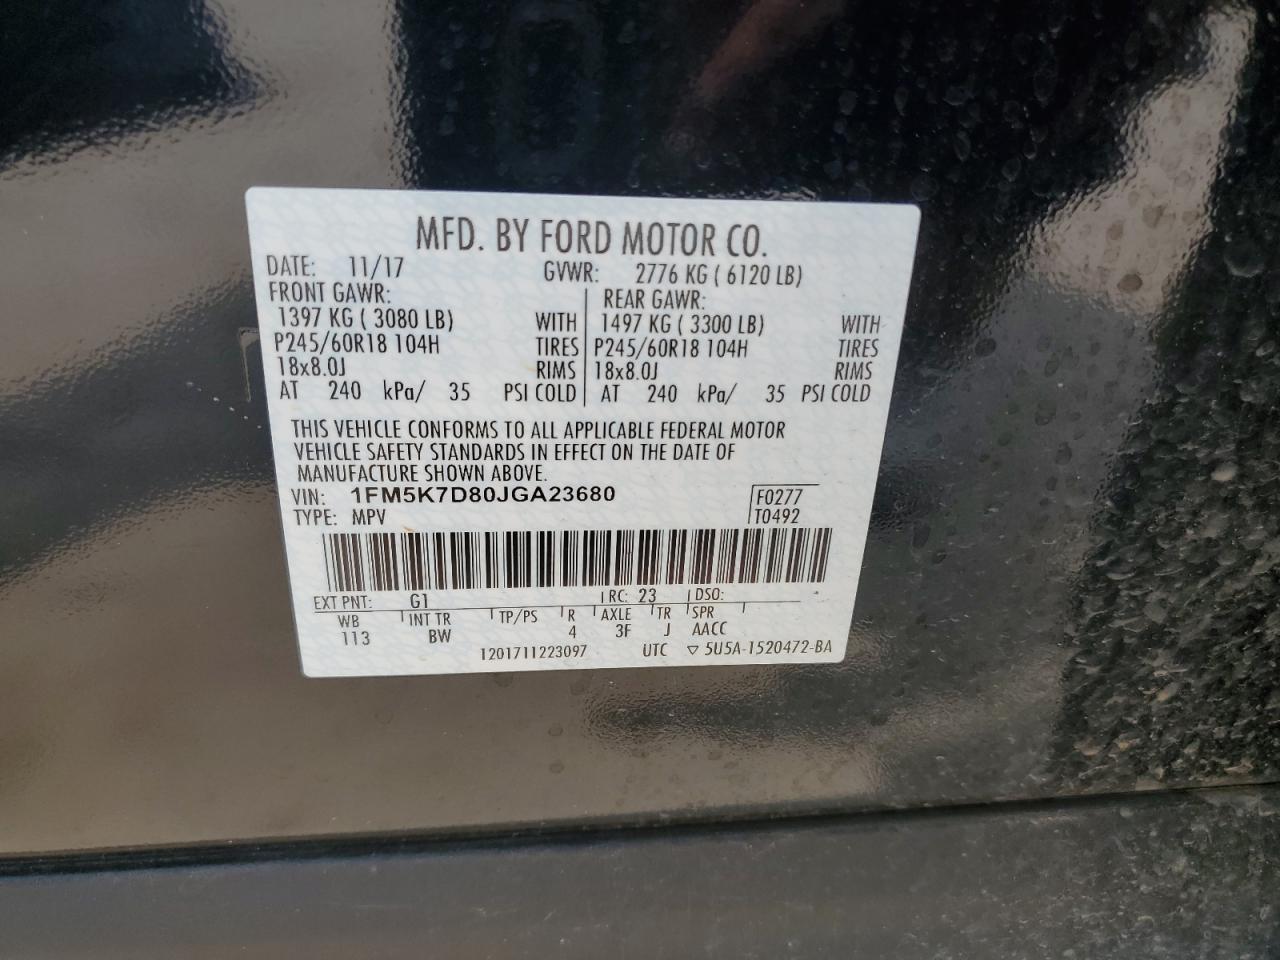 MFD. BY FORD MOTOR CO.
DATE: 11/17 GVWR: 2776 KG ( 6120 LB)
FRONT GAWR: REAR GAWR:
1397 KG ( 3080 LB) WITH 1497 KG ( 3300 LB) WITH
P245/60R18 104H TIRES P245/60R18 104H TIRES
18x8.0J RIMS 18x8.0J RIMS
AT 240 kPa/ 35 PSI COLD AT 240 kPa/ 35 PSI COLD
THIS VEHICLE CONFORMS TO ALL APPLICABLE FEDERAL MOTOR
VEHICLE SAFETY STANDARDS IN EFFECT ON THE DATE OF
MANUFACTURE SHOWN ABOVE.
VIN: 1FM5K7D80JGA23680 F0277
TYPE: MPV T0492
EXT PNT: G1 RC: 23 DSO:
WB INT TR TP/PS R AXLE TR SPR
113 BW 4 3F J AACC
1201711223097 UTC ▽ 5U5A-1520472-BA